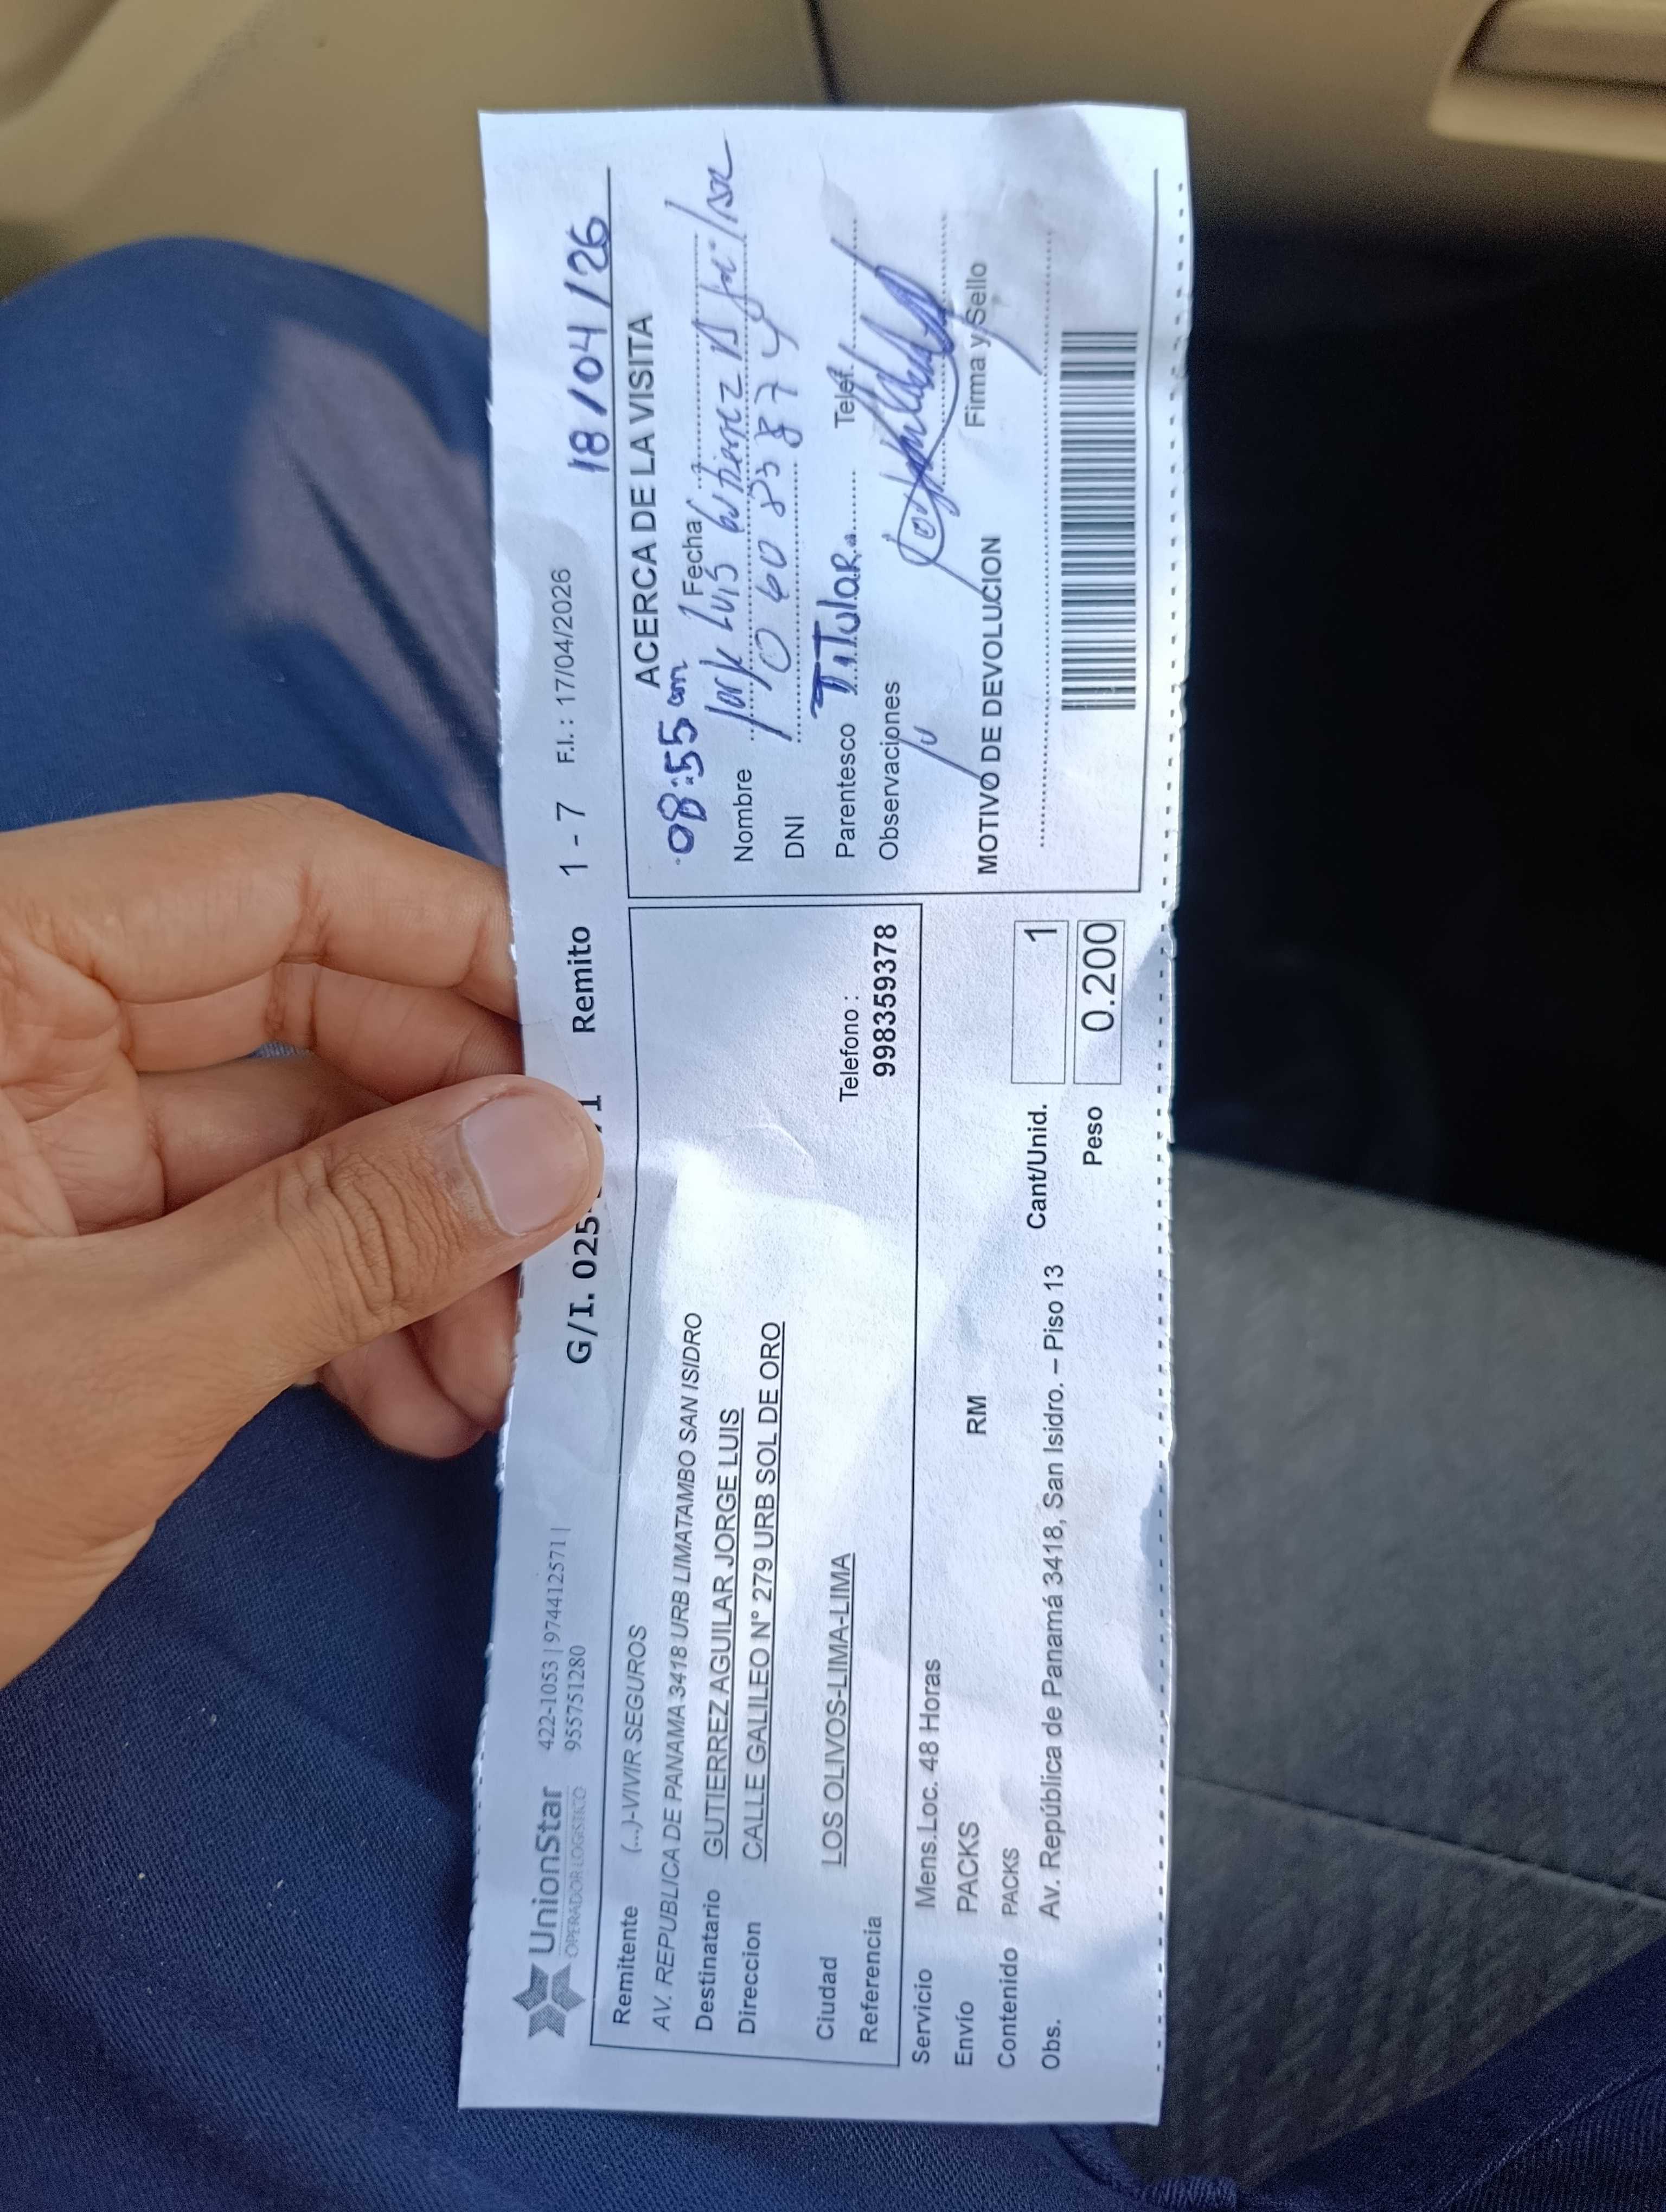 UnionStar
OPERADOR LOGISTICO
422-1053 | 974412571 |
955751280
G/I. 025 1 Remito 1 - 7 F.I. : 17/04/2026
18/04/26
Remitente (...)-VIVIR SEGUROS
AV. REPUBLICA DE PANAMA 3418 URB LIMATAMBO SAN ISIDRO
Destinatario GUTIERREZ AGUILAR JORGE LUIS
Direccion CALLE GALILEO N° 279 URB SOL DE ORO
Ciudad LOS OLIVOS-LIMA-LIMA
Telefono :
Referencia 998359378
Servicio Mens.Loc. 48 Horas
Envío PACKS RM
Contenido PACKS
Obs. Av. República de Panamá 3418, San Isidro. – Piso 13
Cant/Unid. 1
Peso 0.200
ACERCA DE LA VISITA
08:55 am Fecha
Nombre Luis
DNI
Parentesco TiTulaR Telef.
Observaciones
Firma y Sello
MOTIVO DE DEVOLUCION